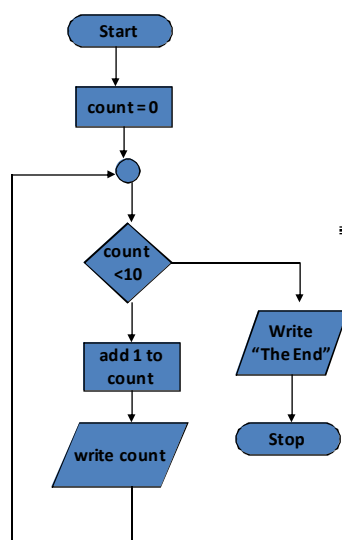 Start
count = 0
count
<10
add 1 to
count
write count
Write
“The End”
Stop